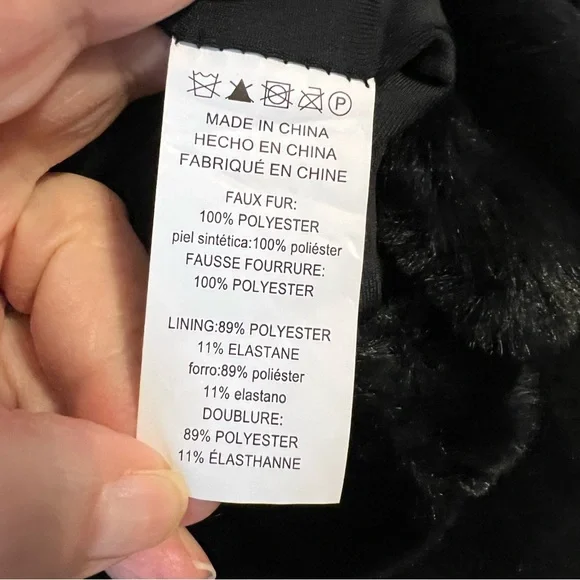 P
MADE IN CHINA
HECHO EN CHINA
FABRIQUÉ EN CHINE
FAUX FUR:
100% POLYESTER
piel sintética:100% poliéster
FAUSSE FOURRURE:
100% POLYESTER
LINING:89% POLYESTER
11% ELASTANE
forro:89% poliéster
11% elastano
DOUBLURE:
89% POLYESTER
11% ÉLASTHANNE